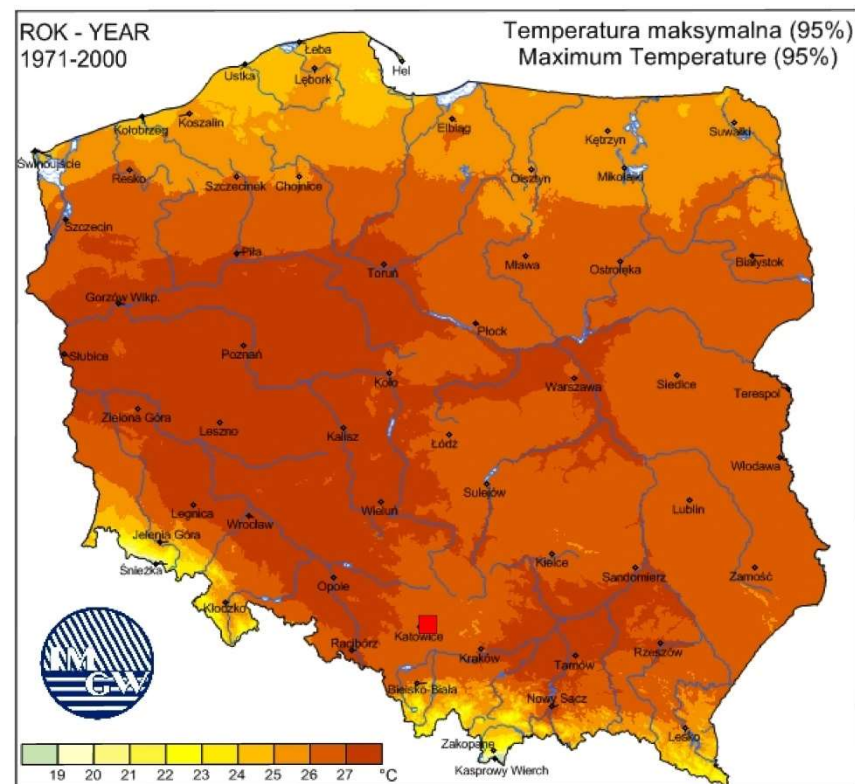 ROK - YEAR
1971-2000
Temperatura maksymalna (95%)
Maximum Temperature (95%)
Łeba
Ustka
Lębork
Hel
Koszalin
Kołobrzeg
Elbląg
Kętrzyn
Suwałki
Świnoujście
Resko
Szczecinek
Chojnice
Olsztyn
Mikołajki
Szczecin
Piła
Toruń
Mława
Ostrołęka
Białystok
Gorzów Wlkp.
Płock
Słubice
Poznań
Koło
Warszawa
Siedlce
Terespol
Zielona Góra
Leszno
Kalisz
Łódź
Włodawa
Sulejów
Legnica
Wrocław
Wieluń
Lublin
Jelenia Góra
Śnieżka
Opole
Kielce
Sandomierz
Zamość
Kłodzko
Katowice
Racibórz
Kraków
Tarnów
Rzeszów
Bielsko-Biała
Nowy Sącz
Lesko
Zakopane
Kasprowy Wierch
IM
GW
19 20 21 22 23 24 25 26 27 °C